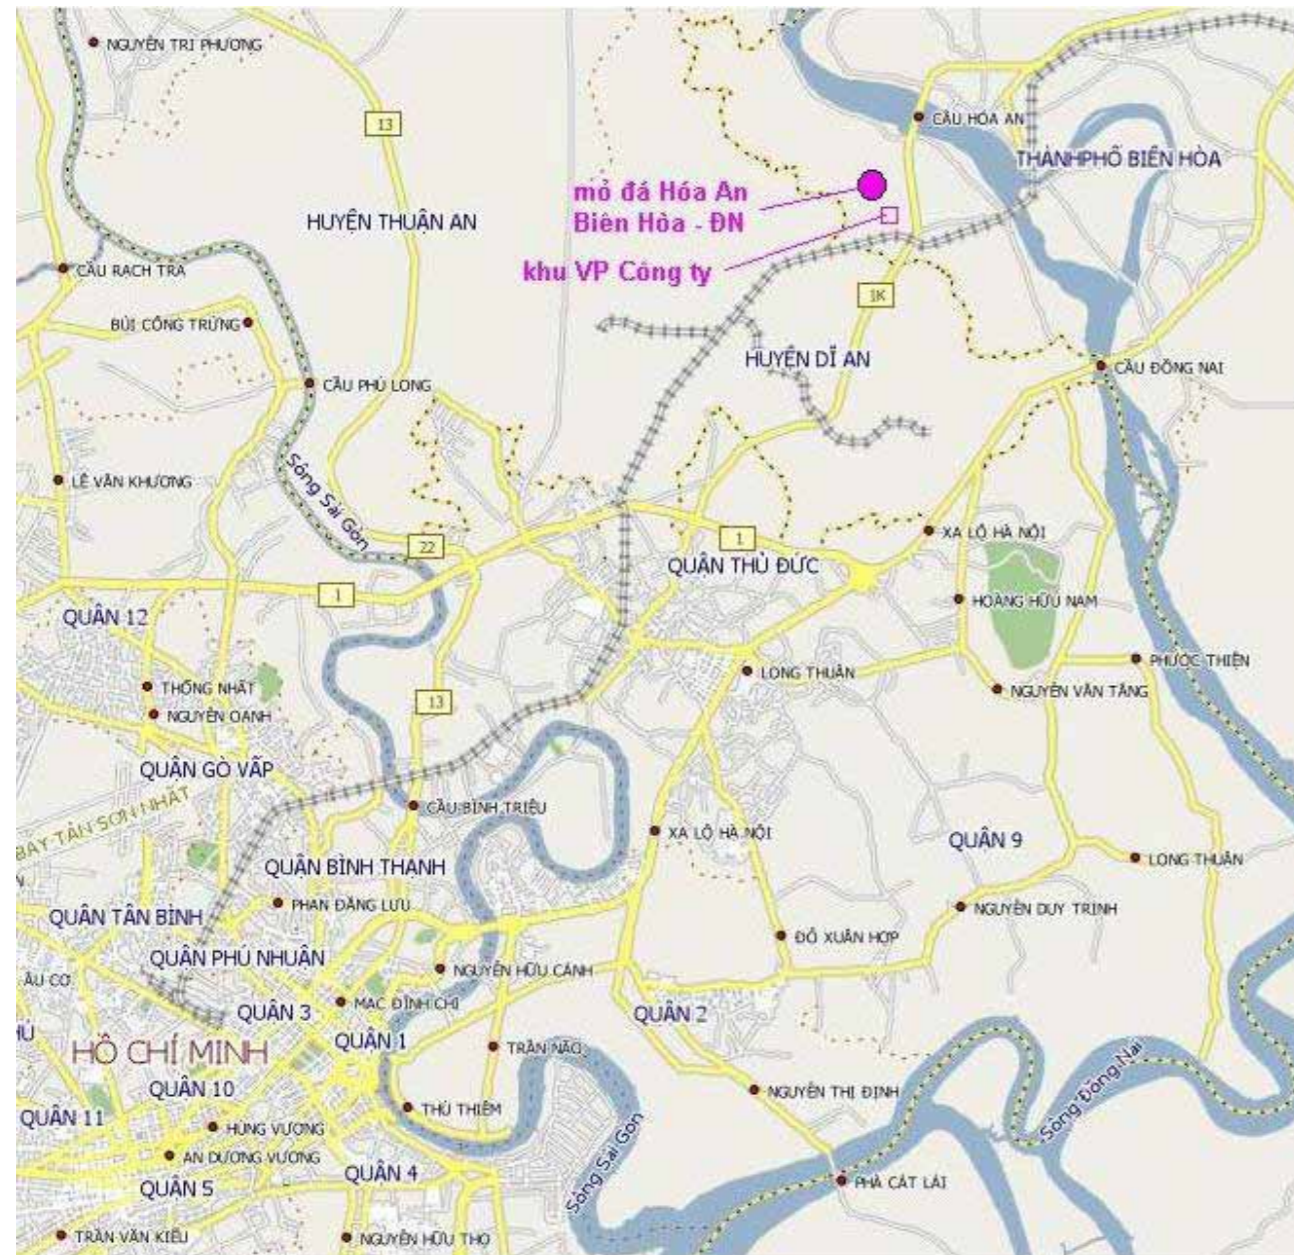 NGUYỄN TRI PHƯƠNG
13
CẦU HÓA AN
THÀNHPHỐ BIÊN HÒA
mỏ đá Hóa An
Biên Hòa - ĐN
HUYỆN THUẬN AN
khu VP Công ty
CẦU RẠCH TRA
1K
BÙI CÔNG TRỪNG
HUYỆN DĨ AN
CẦU ĐỒNG NAI
CẦU PHÚ LONG
LÊ VĂN KHƯƠNG
Sông Sài Gòn
XA LỘ HÀ NỘI
22
1
QUẬN THỦ ĐỨC
1
HOÀNG HỮU NAM
QUẬN 12
PHƯỚC THIỆN
LONG THUẬN
THỐNG NHẤT
NGUYỄN VĂN TĂNG
13
NGUYỄN OANH
QUẬN GÒ VẤP
CẦU BÌNH TRIỆU
BAY TÂN SƠN NHẤT
XA LỘ HÀ NỘI
QUẬN 9
LONG THUẬN
QUẬN BÌNH THẠNH
N
PHAN ĐĂNG LƯU
NGUYỄN DUY TRINH
QUẬN TÂN BÌNH
ĐỖ XUÂN HỢP
QUẬN PHÚ NHUẬN
NGUYỄN HỮU CẢNH
ÂU CƠ
MẠC ĐĨNH CHI
QUẬN 3
QUẬN 2
HÚ
QUẬN 1
TRẦN NÃO
HỒ CHÍ MINH
Sông Đồng Nai
QUẬN 10
NGUYỄN THỊ ĐỊNH
THỦ THIÊM
QUẬN 11
HÙNG VƯƠNG
Sông Sài Gòn
AN DƯƠNG VƯƠNG
QUẬN 4
PHÀ CÁT LÁI
QUẬN 5
TRẦN VĂN KIỂU
NGUYỄN HỮU THỌ